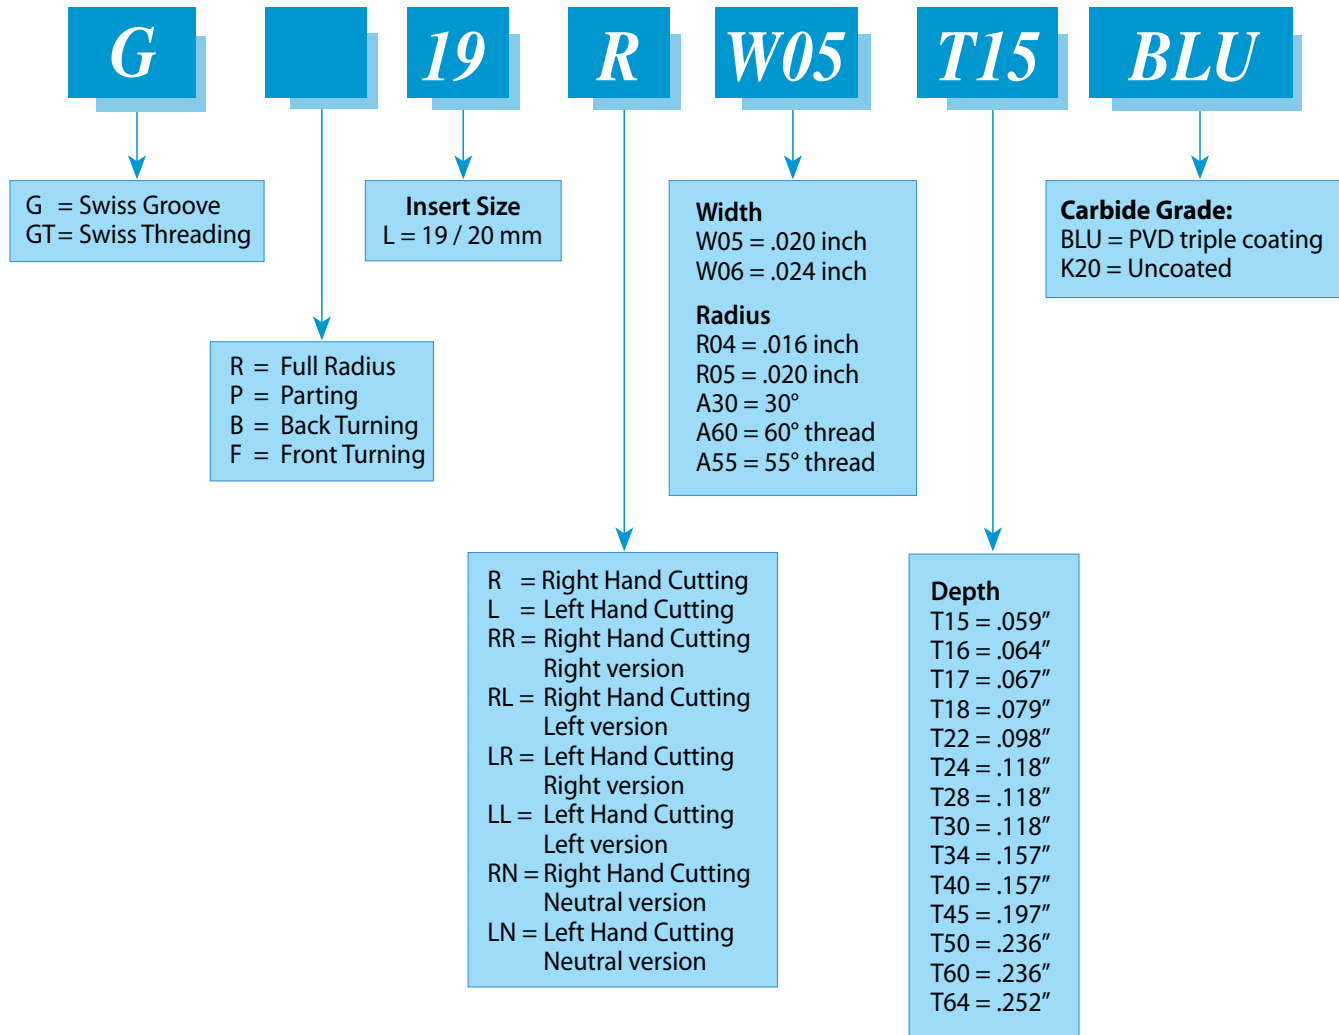 G 19 R W05 T15 BLU
G = Swiss Groove
GT= Swiss Threading
R = Full Radius
P = Parting
B = Back Turning
F = Front Turning
Insert Size
L = 19 / 20 mm
R = Right Hand Cutting
L = Left Hand Cutting
RR = Right Hand Cutting
Right version
RL = Right Hand Cutting
Left version
LR = Left Hand Cutting
Right version
LL = Left Hand Cutting
Left version
RN = Right Hand Cutting
Neutral version
LN = Left Hand Cutting
Neutral version
Width
W05 = .020 inch
W06 = .024 inch
Radius
R04 = .016 inch
R05 = .020 inch
A30 = 30°
A60 = 60° thread
A55 = 55° thread
Depth
T15 = .059″
T16 = .064″
T17 = .067″
T18 = .079″
T22 = .098″
T24 = .118″
T28 = .118″
T30 = .118″
T34 = .157″
T40 = .157″
T45 = .197″
T50 = .236″
T60 = .236″
T64 = .252″
Carbide Grade:
BLU = PVD triple coating
K20 = Uncoated